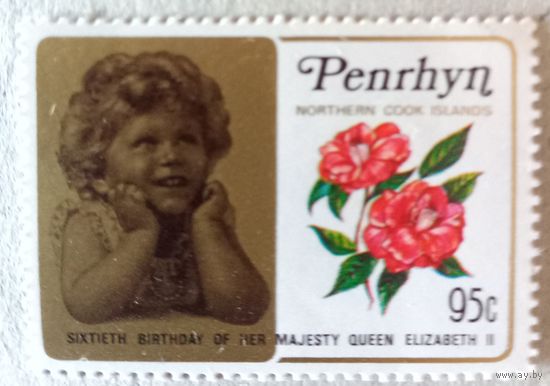 Penrhyn
NORTHERN COOK ISLANDS
95c
SIXTIETH BIRTHDAY OF HER MAJESTY QUEEN ELIZABETH II
© www.ay.by